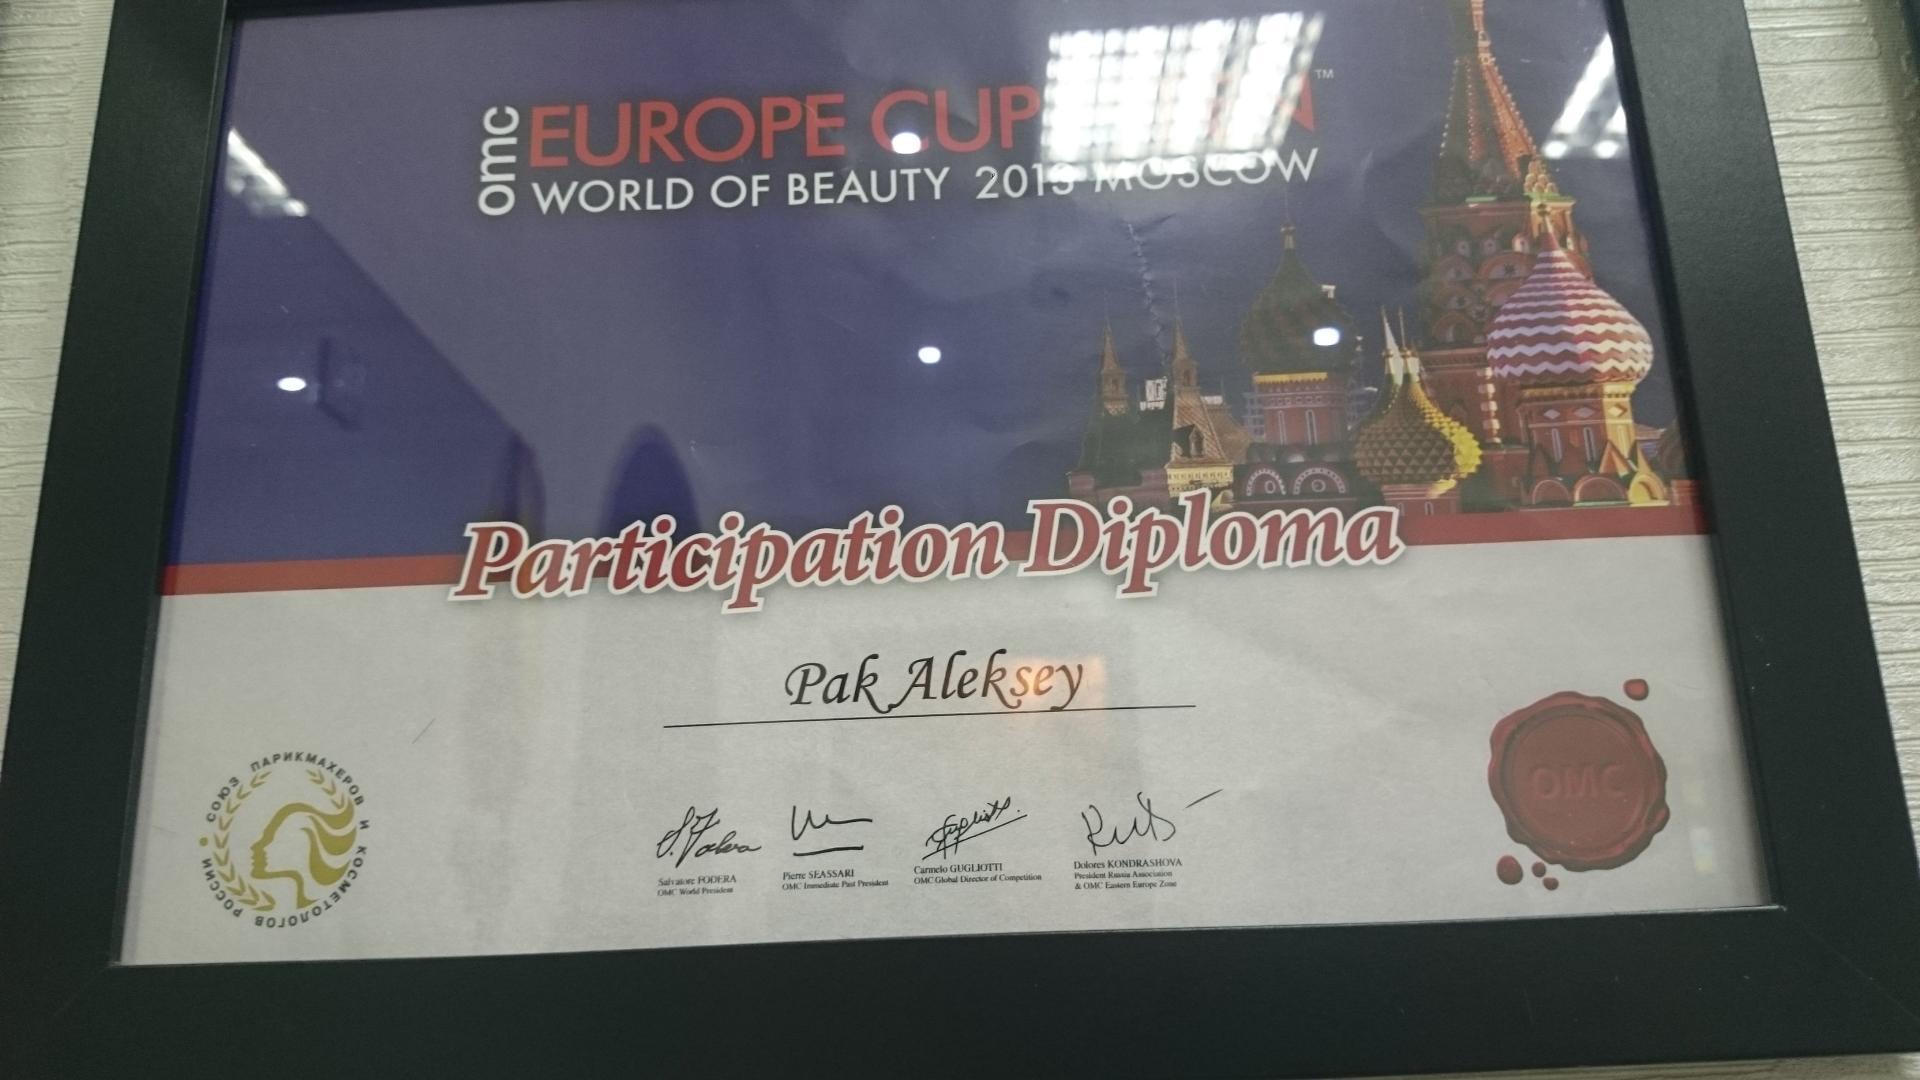 omc
EUROPE CUP
™
WORLD OF BEAUTY 2013 MOSCOW
Participation Diploma
Pak Aleksey
СОЮЗ ПАРИКМАХЕРОВ И КОСМЕТОЛОГОВ РОССИИ
Salvatore FODERA
OMC World President
Pierre SEASSARI
OMC Immediate Past President
Carmelo GUGLIOTTI
OMC Global Director of Competition
Dolores KONDRASHOVA
President Russia Association
& OMC Eastern Europe Zone
OMC